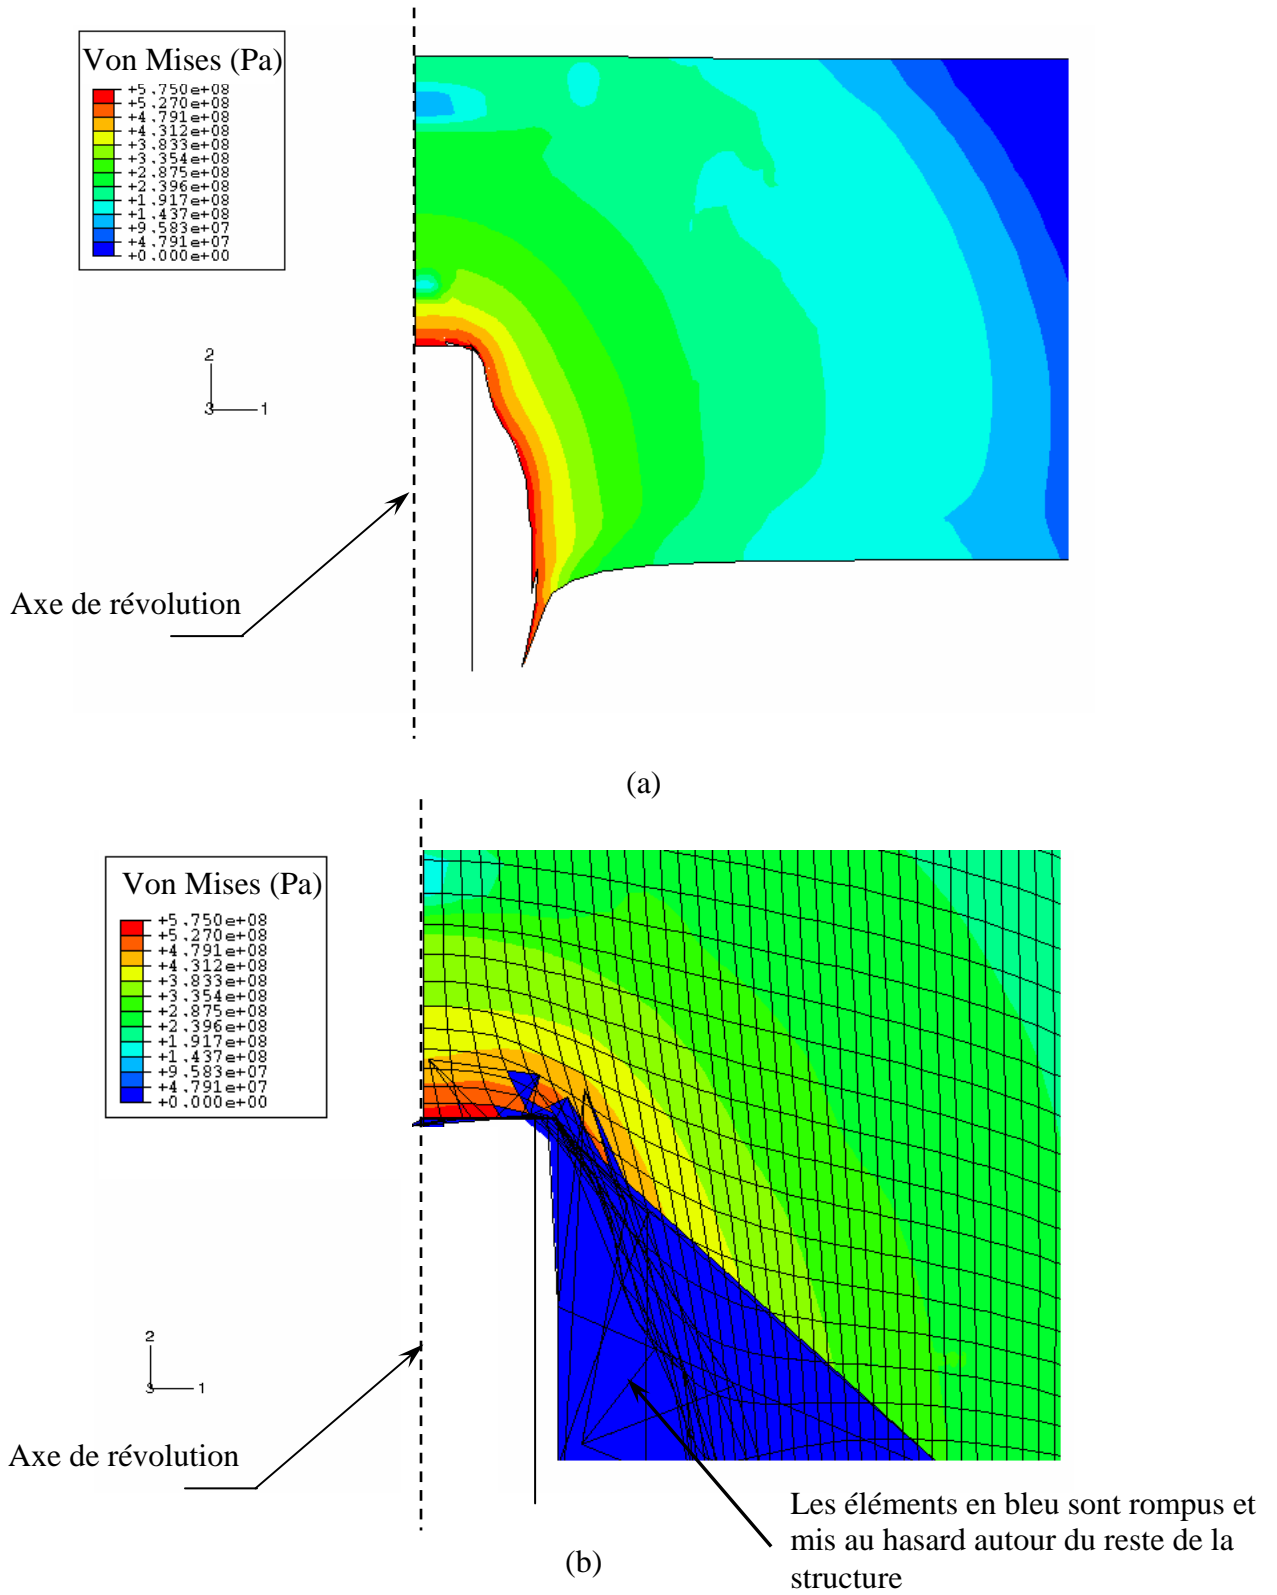 Von Mises (Pa)
+5.750e+08
+5.270e+08
+4.791e+08
+4.312e+08
+3.833e+08
+3.354e+08
+2.875e+08
+2.396e+08
+1.917e+08
+1.437e+08
+9.583e+07
+4.791e+07
+0.000e+00
2
3
1
Axe de révolution
(a)
Von Mises (Pa)
+5.750e+08
+5.270e+08
+4.791e+08
+4.312e+08
+3.833e+08
+3.354e+08
+2.875e+08
+2.396e+08
+1.917e+08
+1.437e+08
+9.583e+07
+4.791e+07
+0.000e+00
2
3
1
Axe de révolution
Les éléments en bleu sont rompus et
mis au hasard autour du reste de la
structure
(b)